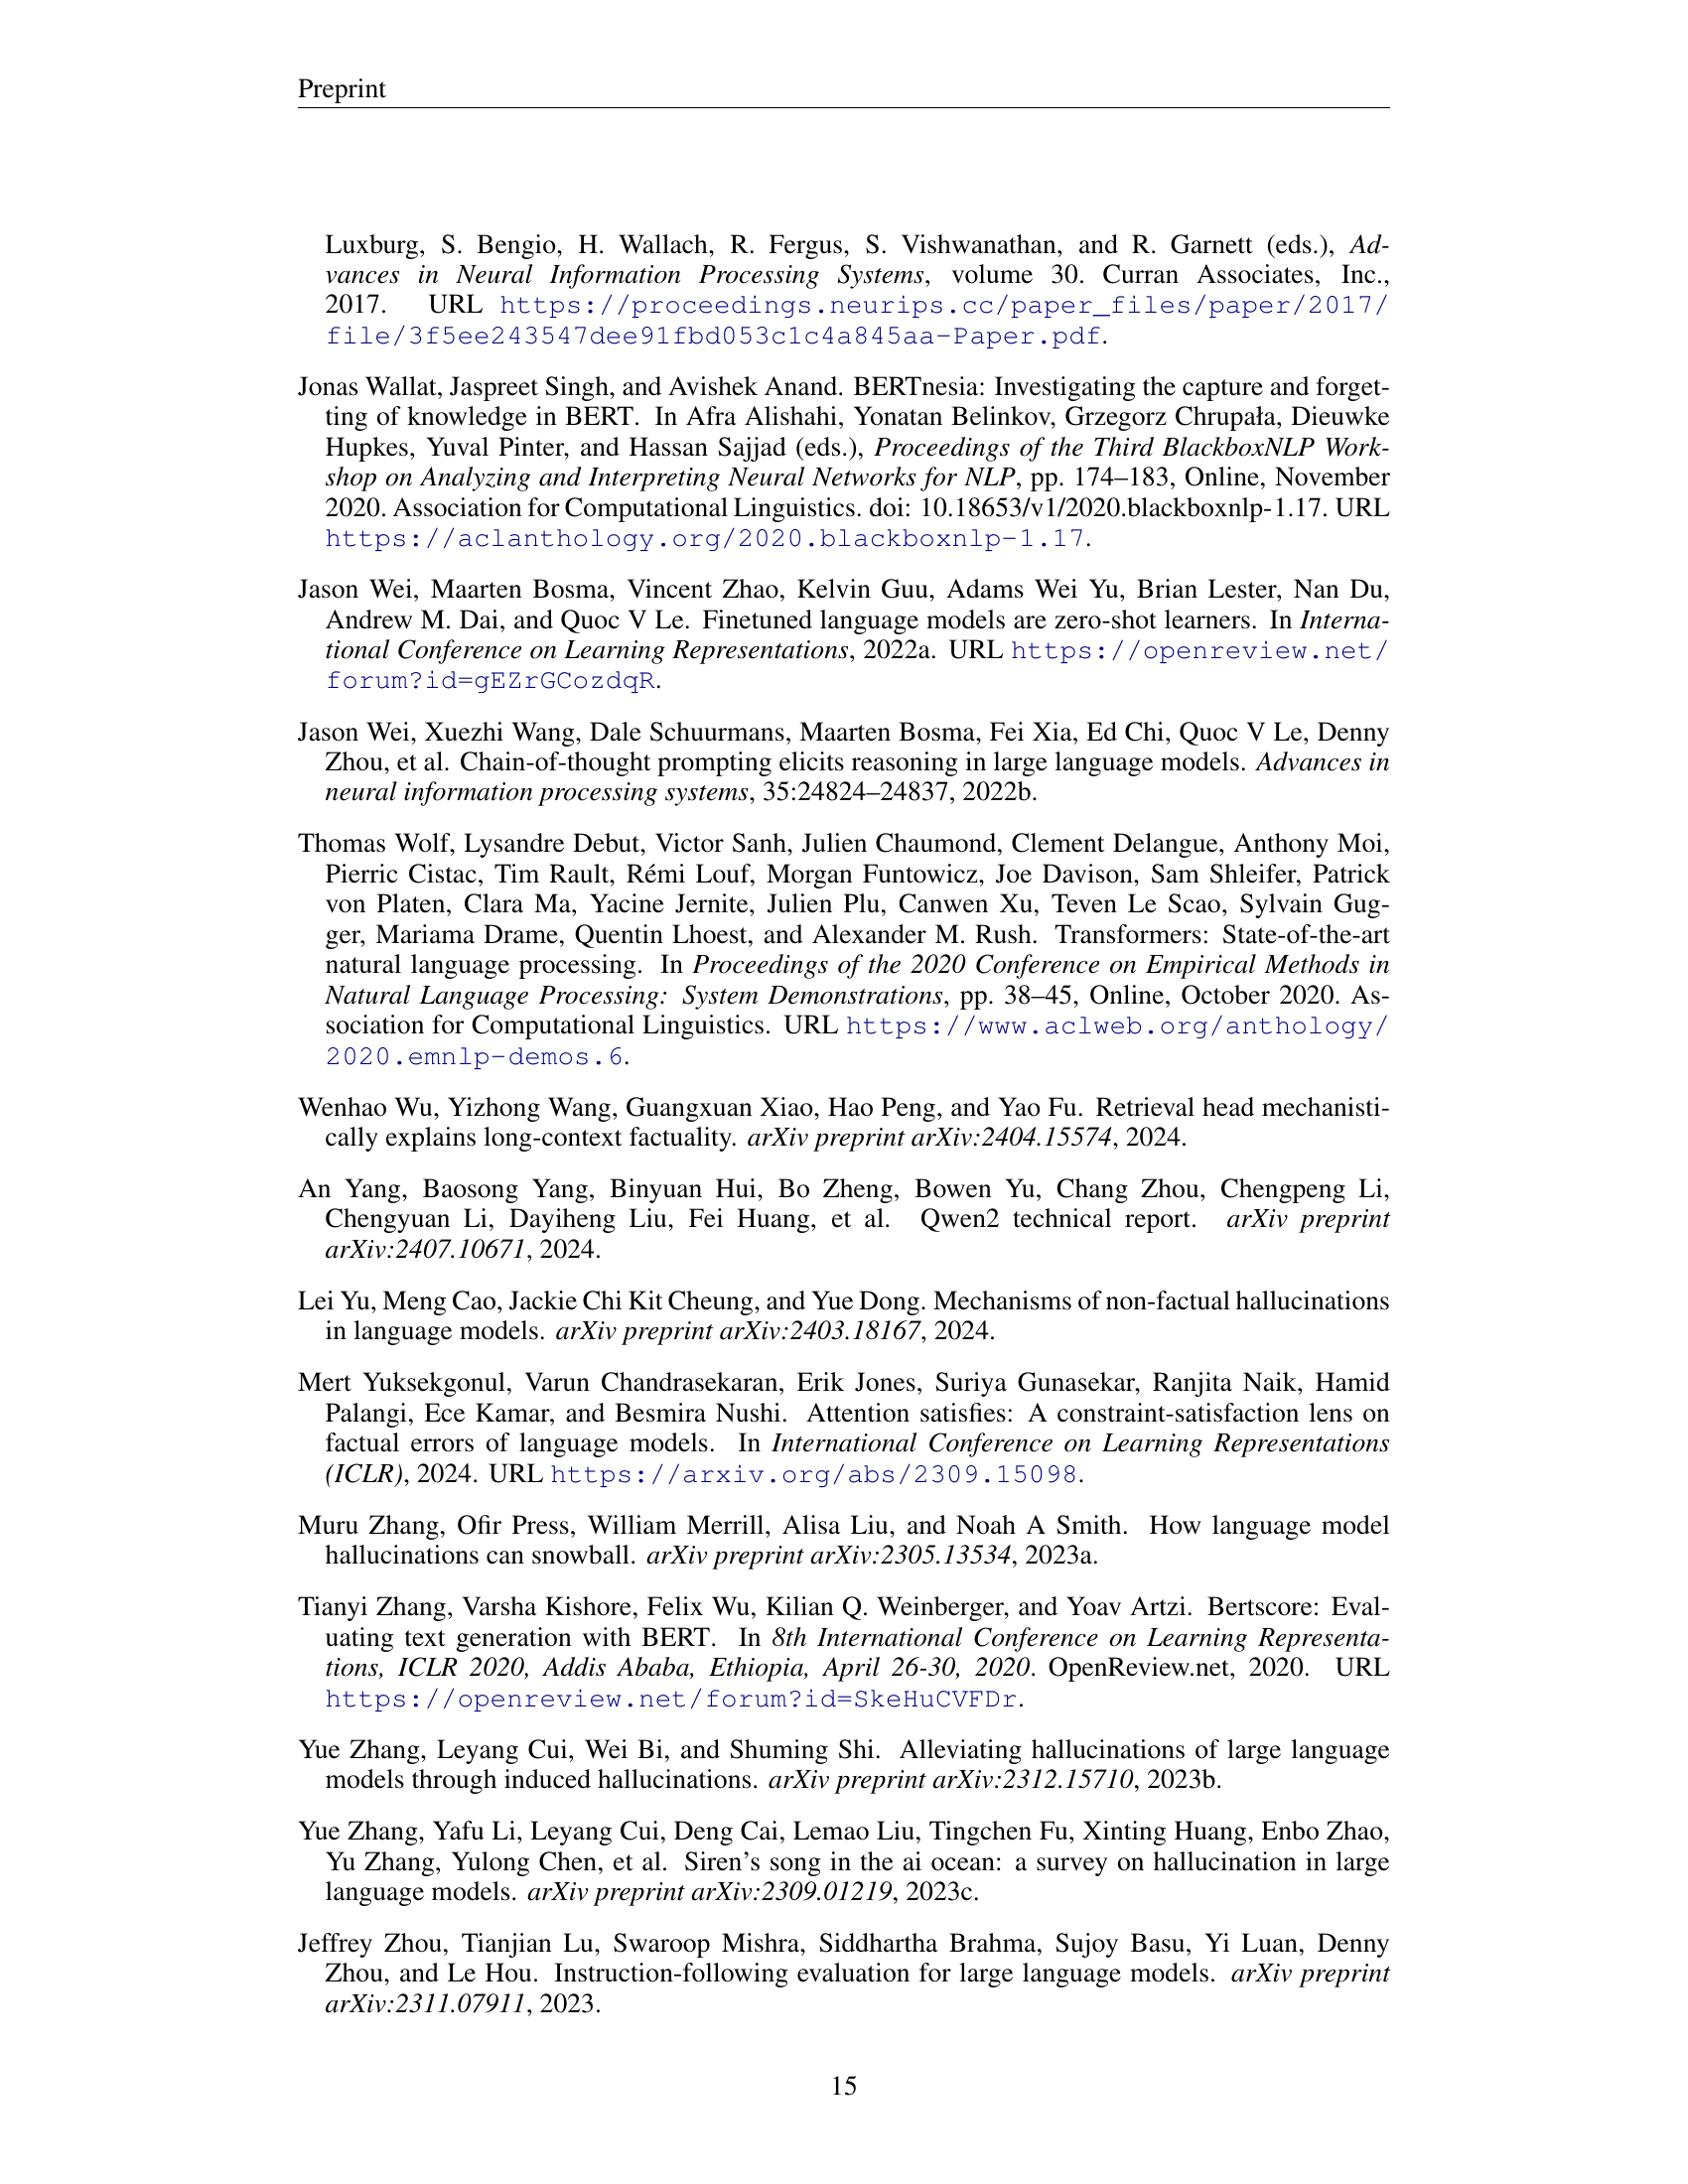 Preprint
Luxburg, S. Bengio, H. Wallach, R. Fergus, S. Vishwanathan, and R. Garnett (eds.), Ad-
vances in Neural Information Processing Systems, volume 30. Curran Associates, Inc.,
2017. URL https://proceedings.neurips.cc/paper_files/paper/2017/
file/3f5ee243547dee91fbd053c1c4a845aa-Paper.pdf.
Jonas Wallat, Jaspreet Singh, and Avishek Anand. BERTnesia: Investigating the capture and forget-
ting of knowledge in BERT. In Afra Alishahi, Yonatan Belinkov, Grzegorz Chrupała, Dieuwke
Hupkes, Yuval Pinter, and Hassan Sajjad (eds.), Proceedings of the Third BlackboxNLP Work-
shop on Analyzing and Interpreting Neural Networks for NLP, pp. 174–183, Online, November
2020. Association for Computational Linguistics. doi: 10.18653/v1/2020.blackboxnlp-1.17. URL
https://aclanthology.org/2020.blackboxnlp-1.17.
Jason Wei, Maarten Bosma, Vincent Zhao, Kelvin Guu, Adams Wei Yu, Brian Lester, Nan Du,
Andrew M. Dai, and Quoc V Le. Finetuned language models are zero-shot learners. In Interna-
tional Conference on Learning Representations, 2022a. URL https://openreview.net/
forum?id=gEZrGCozdqR.
Jason Wei, Xuezhi Wang, Dale Schuurmans, Maarten Bosma, Fei Xia, Ed Chi, Quoc V Le, Denny
Zhou, et al. Chain-of-thought prompting elicits reasoning in large language models. Advances in
neural information processing systems, 35:24824–24837, 2022b.
Thomas Wolf, Lysandre Debut, Victor Sanh, Julien Chaumond, Clement Delangue, Anthony Moi,
Pierric Cistac, Tim Rault, Rémi Louf, Morgan Funtowicz, Joe Davison, Sam Shleifer, Patrick
von Platen, Clara Ma, Yacine Jernite, Julien Plu, Canwen Xu, Teven Le Scao, Sylvain Gug-
ger, Mariama Drame, Quentin Lhoest, and Alexander M. Rush. Transformers: State-of-the-art
natural language processing. In Proceedings of the 2020 Conference on Empirical Methods in
Natural Language Processing: System Demonstrations, pp. 38–45, Online, October 2020. As-
sociation for Computational Linguistics. URL https://www.aclweb.org/anthology/
2020.emnlp-demos.6.
Wenhao Wu, Yizhong Wang, Guangxuan Xiao, Hao Peng, and Yao Fu. Retrieval head mechanisti-
cally explains long-context factuality. arXiv preprint arXiv:2404.15574, 2024.
An Yang, Baosong Yang, Binyuan Hui, Bo Zheng, Bowen Yu, Chang Zhou, Chengpeng Li,
Chengyuan Li, Dayiheng Liu, Fei Huang, et al. Qwen2 technical report. arXiv preprint
arXiv:2407.10671, 2024.
Lei Yu, Meng Cao, Jackie Chi Kit Cheung, and Yue Dong. Mechanisms of non-factual hallucinations
in language models. arXiv preprint arXiv:2403.18167, 2024.
Mert Yuksekgonul, Varun Chandrasekaran, Erik Jones, Suriya Gunasekar, Ranjita Naik, Hamid
Palangi, Ece Kamar, and Besmira Nushi. Attention satisfies: A constraint-satisfaction lens on
factual errors of language models. In International Conference on Learning Representations
(ICLR), 2024. URL https://arxiv.org/abs/2309.15098.
Muru Zhang, Ofir Press, William Merrill, Alisa Liu, and Noah A Smith. How language model
hallucinations can snowball. arXiv preprint arXiv:2305.13534, 2023a.
Tianyi Zhang, Varsha Kishore, Felix Wu, Kilian Q. Weinberger, and Yoav Artzi. Bertscore: Eval-
uating text generation with BERT. In 8th International Conference on Learning Representa-
tions, ICLR 2020, Addis Ababa, Ethiopia, April 26-30, 2020. OpenReview.net, 2020. URL
https://openreview.net/forum?id=SkeHuCVFDr.
Yue Zhang, Leyang Cui, Wei Bi, and Shuming Shi. Alleviating hallucinations of large language
models through induced hallucinations. arXiv preprint arXiv:2312.15710, 2023b.
Yue Zhang, Yafu Li, Leyang Cui, Deng Cai, Lemao Liu, Tingchen Fu, Xinting Huang, Enbo Zhao,
Yu Zhang, Yulong Chen, et al. Siren's song in the ai ocean: a survey on hallucination in large
language models. arXiv preprint arXiv:2309.01219, 2023c.
Jeffrey Zhou, Tianjian Lu, Swaroop Mishra, Siddhartha Brahma, Sujoy Basu, Yi Luan, Denny
Zhou, and Le Hou. Instruction-following evaluation for large language models. arXiv preprint
arXiv:2311.07911, 2023.
15